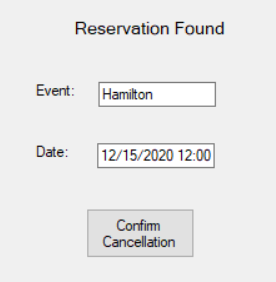 Reservation Found
Event: Hamilton
Date: 12/15/2020 12:00
Confirm
Cancellation